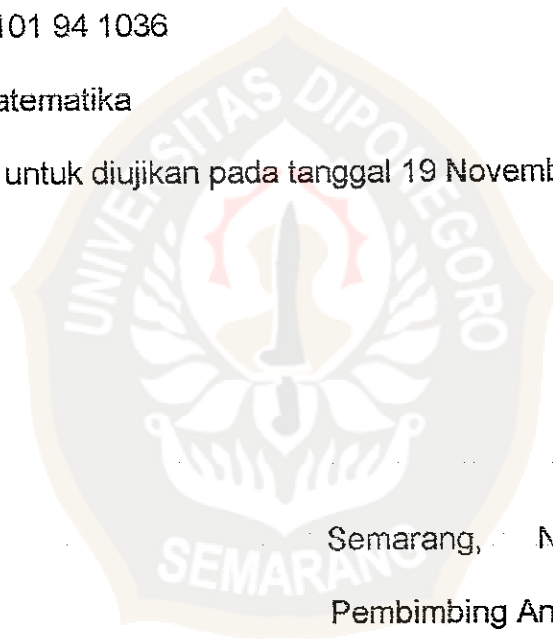 101 94 1036
atematika
untuk diujikan pada tanggal 19 Novemb
UNIVERSITAS DIPONEGORO
SEMARANG
Semarang, N
Pembimbing An